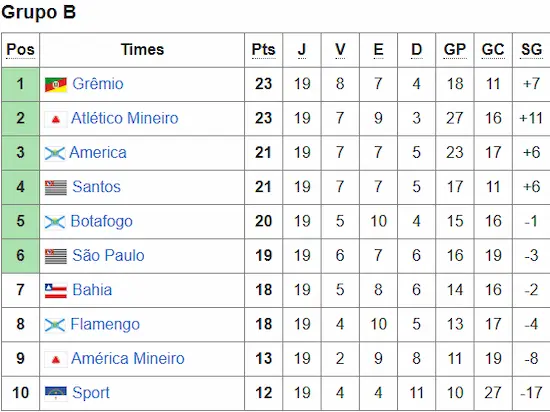 Grupo B
Pos Times Pts J V E D GP GC SG
1 Grêmio 23 19 8 7 4 18 11 +7
2 Atlético Mineiro 23 19 7 9 3 27 16 +11
3 America 21 19 7 7 5 23 17 +6
4 Santos 21 19 7 7 5 17 11 +6
5 Botafogo 20 19 5 10 4 15 16 -1
6 São Paulo 19 19 6 7 6 16 19 -3
7 Bahia 18 19 5 8 6 14 16 -2
8 Flamengo 18 19 4 10 5 13 17 -4
9 América Mineiro 13 19 2 9 8 11 19 -8
10 Sport 12 19 4 4 11 10 27 -17